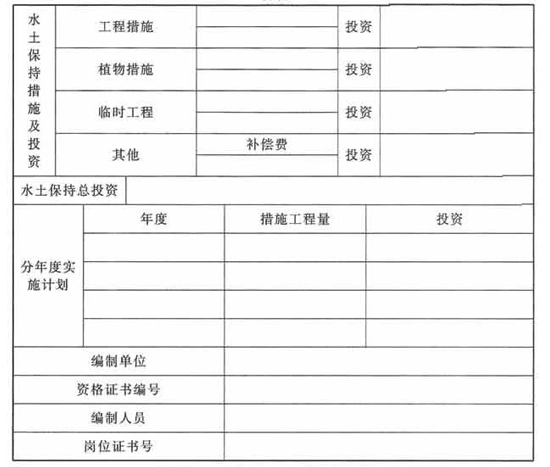 水土保持措施及投资
工程措施
投资
植物措施
投资
临时工程
投资
其他
补偿费
投资
水土保持总投资
分年度实
施计划
年度
措施工程量
投资
编制单位
资格证书编号
编制人员
岗位证书号